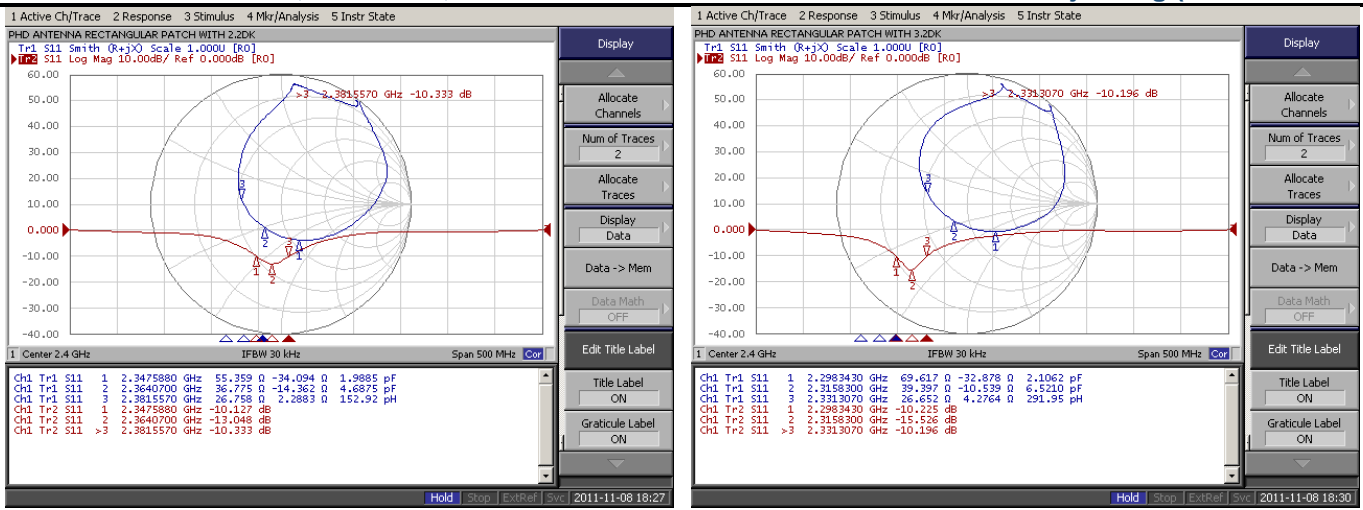 1 Active Ch/Trace 2 Response 3 Stimulus 4 Mkr/Analysis 5 Instr State
PHD ANTENNA RECTANGULAR PATCH WITH 2.2DK
Tr1 S11 Smith (R+jX) Scale 1.000U [RO]
Tr2 S11 Log Mag 10.00dB/ Ref 0.000dB [RO]
60.00
>3 2.3815570 GHz -10.333 dB
50.00
40.00
30.00
20.00
10.00
0.000
-10.00
-20.00
-30.00
-40.00
3
2
1
3
1
2
1 Center 2.4 GHz IFBW 30 kHz Span 500 MHz Cor
Ch1 Tr1 S11 1 2.3475880 GHz 55.359 Ω -34.094 Ω 1.9885 pF
Ch1 Tr1 S11 2 2.3640700 GHz 36.775 Ω -14.362 Ω 4.6875 pF
Ch1 Tr1 S11 3 2.3815570 GHz 26.758 Ω 2.2883 Ω 152.92 pH
Ch1 Tr2 S11 1 2.3475880 GHz -10.127 dB
Ch1 Tr2 S11 2 2.3640700 GHz -13.048 dB
Ch1 Tr2 S11 >3 2.3815570 GHz -10.333 dB
Display
Allocate
Channels
Num of Traces
2
Allocate
Traces
Display
Data
Data -> Mem
Data Math
OFF
Edit Title Label
Title Label
ON
Graticule Label
ON
Hold Stop ExtRef Svc 2011-11-08 18:27
1 Active Ch/Trace 2 Response 3 Stimulus 4 Mkr/Analysis 5 Instr State
PHD ANTENNA RECTANGULAR PATCH WITH 3.2DK
Tr1 S11 Smith (R+jX) Scale 1.000U [RO]
Tr2 S11 Log Mag 10.00dB/ Ref 0.000dB [RO]
60.00
>3 2.3313070 GHz -10.196 dB
50.00
40.00
30.00
20.00
10.00
0.000
-10.00
-20.00
-30.00
-40.00
3
2
1
3
1
2
1 Center 2.4 GHz IFBW 30 kHz Span 500 MHz Cor
Ch1 Tr1 S11 1 2.2983430 GHz 69.617 Ω -32.878 Ω 2.1062 pF
Ch1 Tr1 S11 2 2.3158300 GHz 39.397 Ω -10.539 Ω 6.5210 pF
Ch1 Tr1 S11 3 2.3313070 GHz 26.652 Ω 4.2764 Ω 291.95 pH
Ch1 Tr2 S11 1 2.2983430 GHz -10.225 dB
Ch1 Tr2 S11 2 2.3158300 GHz -15.526 dB
Ch1 Tr2 S11 >3 2.3313070 GHz -10.196 dB
Display
Allocate
Channels
Num of Traces
2
Allocate
Traces
Display
Data
Data -> Mem
Data Math
OFF
Edit Title Label
Title Label
ON
Graticule Label
ON
Hold Stop ExtRef Svc 2011-11-08 18:30